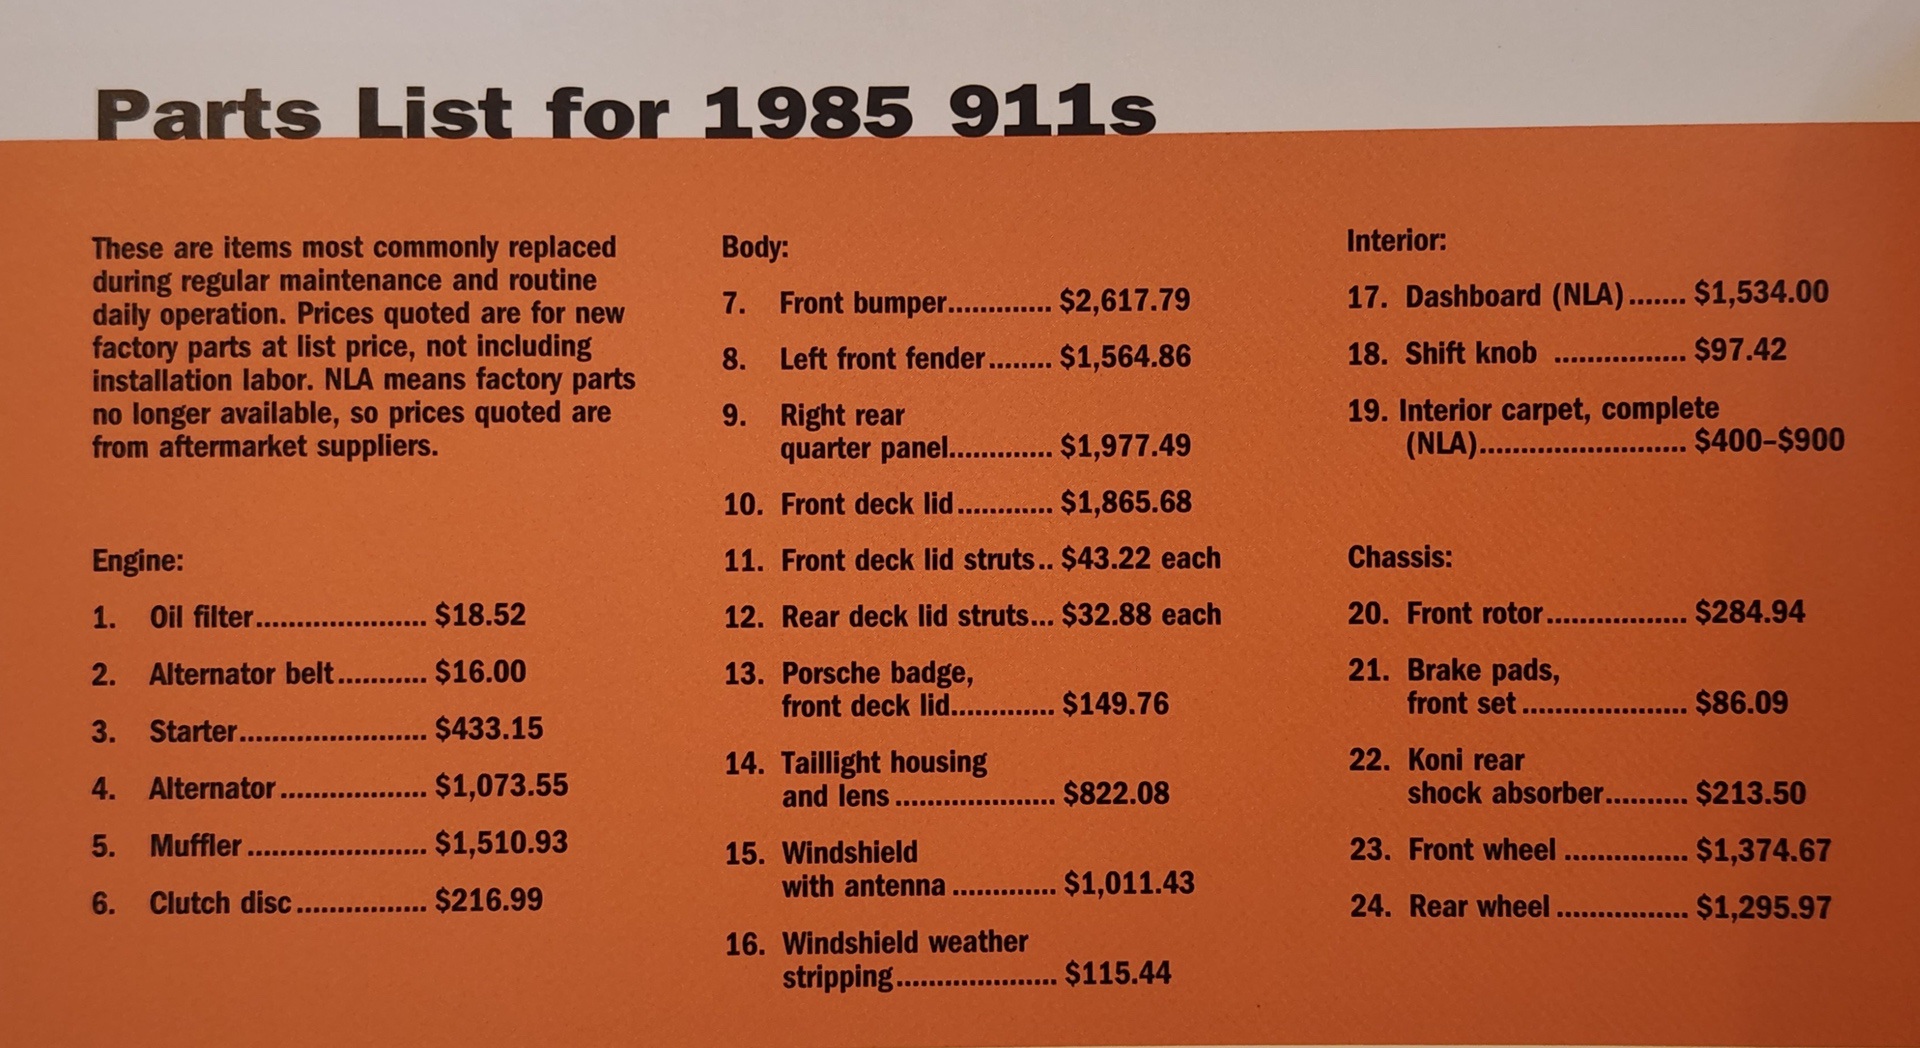 Parts List for 1985 911s
These are items most commonly replaced
during regular maintenance and routine
daily operation. Prices quoted are for new
factory parts at list price, not including
installation labor. NLA means factory parts
no longer available, so prices quoted are
from aftermarket suppliers.
Engine:
1. Oil filter..................... $18.52
2. Alternator belt........... $16.00
3. Starter....................... $433.15
4. Alternator.................. $1,073.55
5. Muffler...................... $1,510.93
6. Clutch disc................ $216.99
Body:
7. Front bumper............. $2,617.79
8. Left front fender........ $1,564.86
9. Right rear
quarter panel............. $1,977.49
10. Front deck lid............ $1,865.68
11. Front deck lid struts.. $43.22 each
12. Rear deck lid struts... $32.88 each
13. Porsche badge,
front deck lid............. $149.76
14. Taillight housing
and lens.................... $822.08
15. Windshield
with antenna............. $1,011.43
16. Windshield weather
stripping.................... $115.44
Interior:
17. Dashboard (NLA)....... $1,534.00
18. Shift knob ................ $97.42
19. Interior carpet, complete
(NLA).......................... $400–$900
Chassis:
20. Front rotor................. $284.94
21. Brake pads,
front set.................... $86.09
22. Koni rear
shock absorber.......... $213.50
23. Front wheel ............... $1,374.67
24. Rear wheel ................ $1,295.97